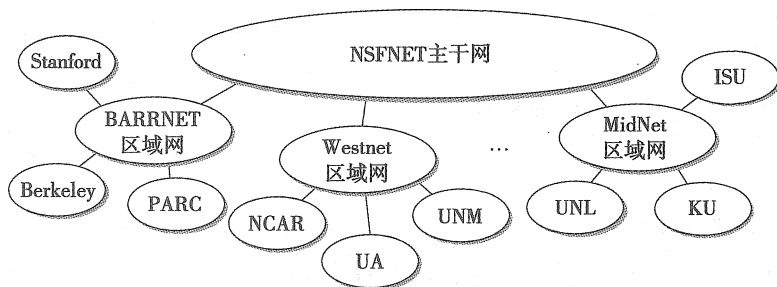 NSFNET主干网
Stanford
ISU
BARRNET
区域网
MidNet
区域网
Westnet
区域网
...
Berkeley
PARC
NCAR
UNM
UNL
KU
UA